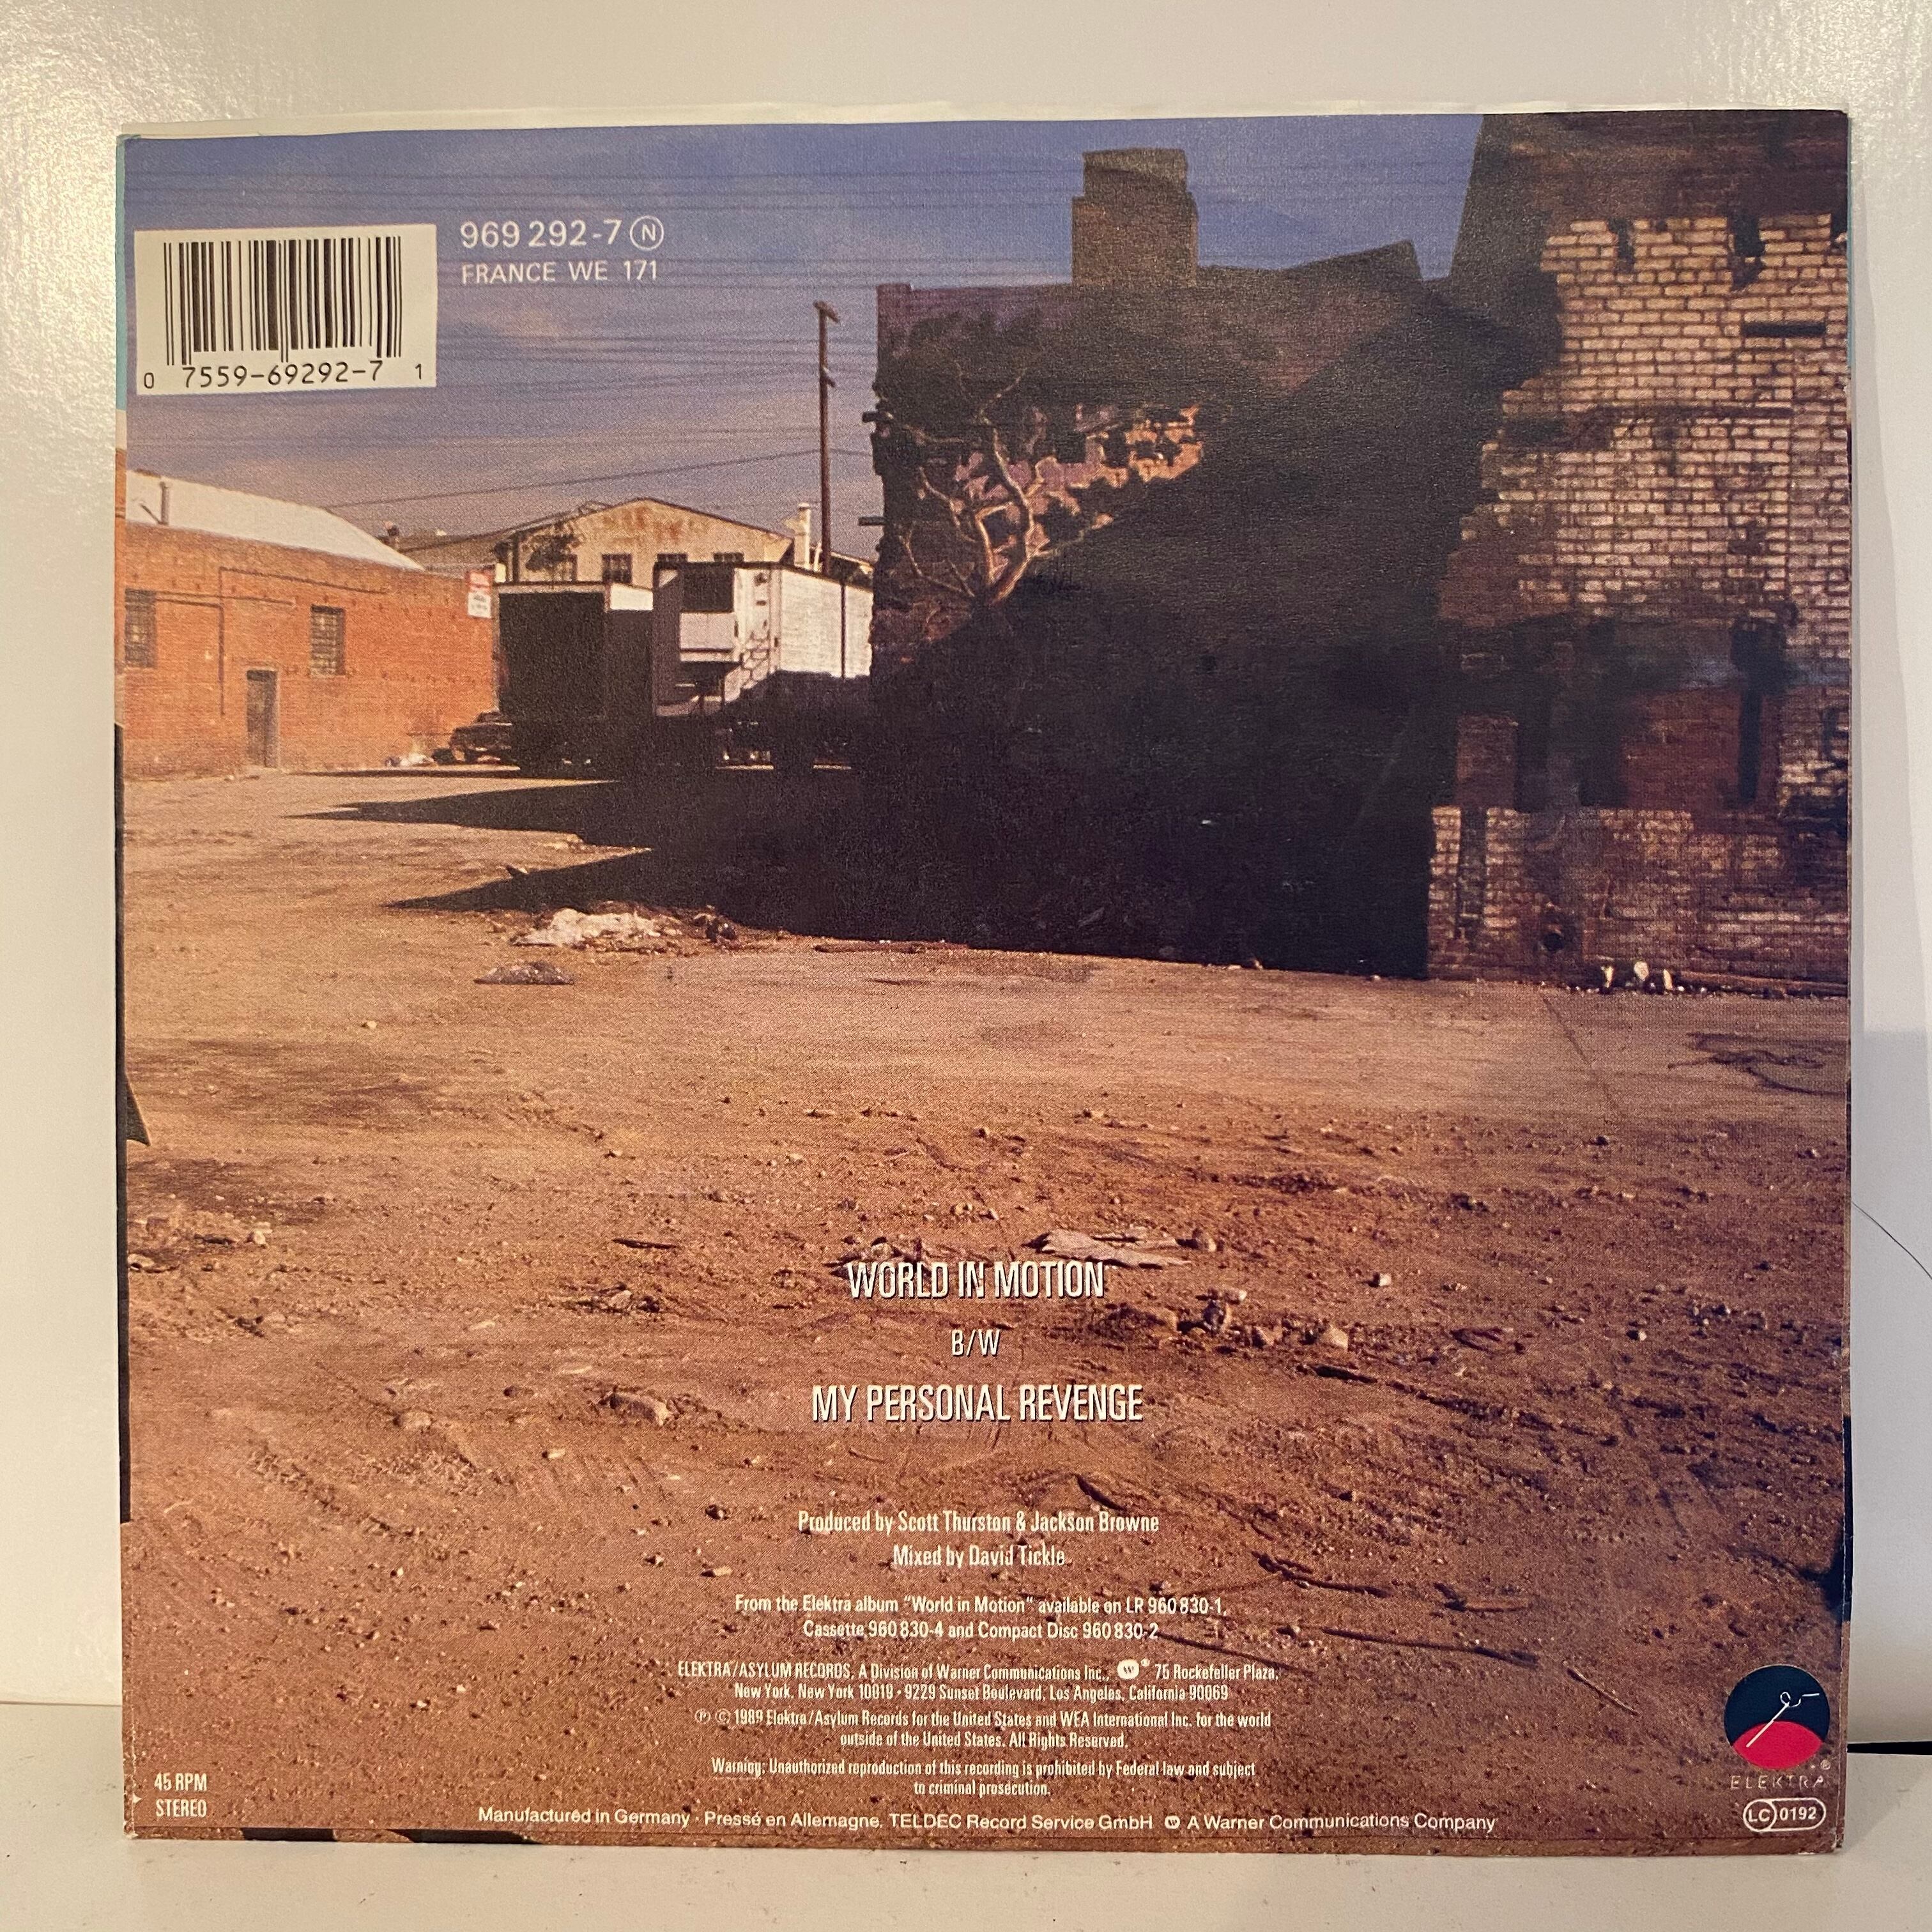 969 292-7 Ⓝ
FRANCE WE 171
0 7559-69292-7 1
WORLD IN MOTION
B/W
MY PERSONAL REVENGE
Produced by Scott Thurston & Jackson Browne
Mixed by David Tickle
From the Elektra album "World in Motion" available on LR 960 830-1,
Cassette 960 830-4 and Compact Disc 960 830-2
ELEKTRA/ASYLUM RECORDS, A Division of Warner Communications Inc., ® 75 Rockefeller Plaza,
New York, New York 10019 • 9229 Sunset Boulevard, Los Angeles, California 90069
℗ © 1989 Elektra/Asylum Records for the United States and WEA International Inc. for the world
outside of the United States. All Rights Reserved.
Warning: Unauthorized reproduction of this recording is prohibited by Federal law and subject
to criminal prosecution.
45 RPM
STEREO
Manufactured in Germany · Pressé en Allemagne. TELDEC Record Service GmbH A Warner Communications Company
ELEKTRA ®
LC 0192